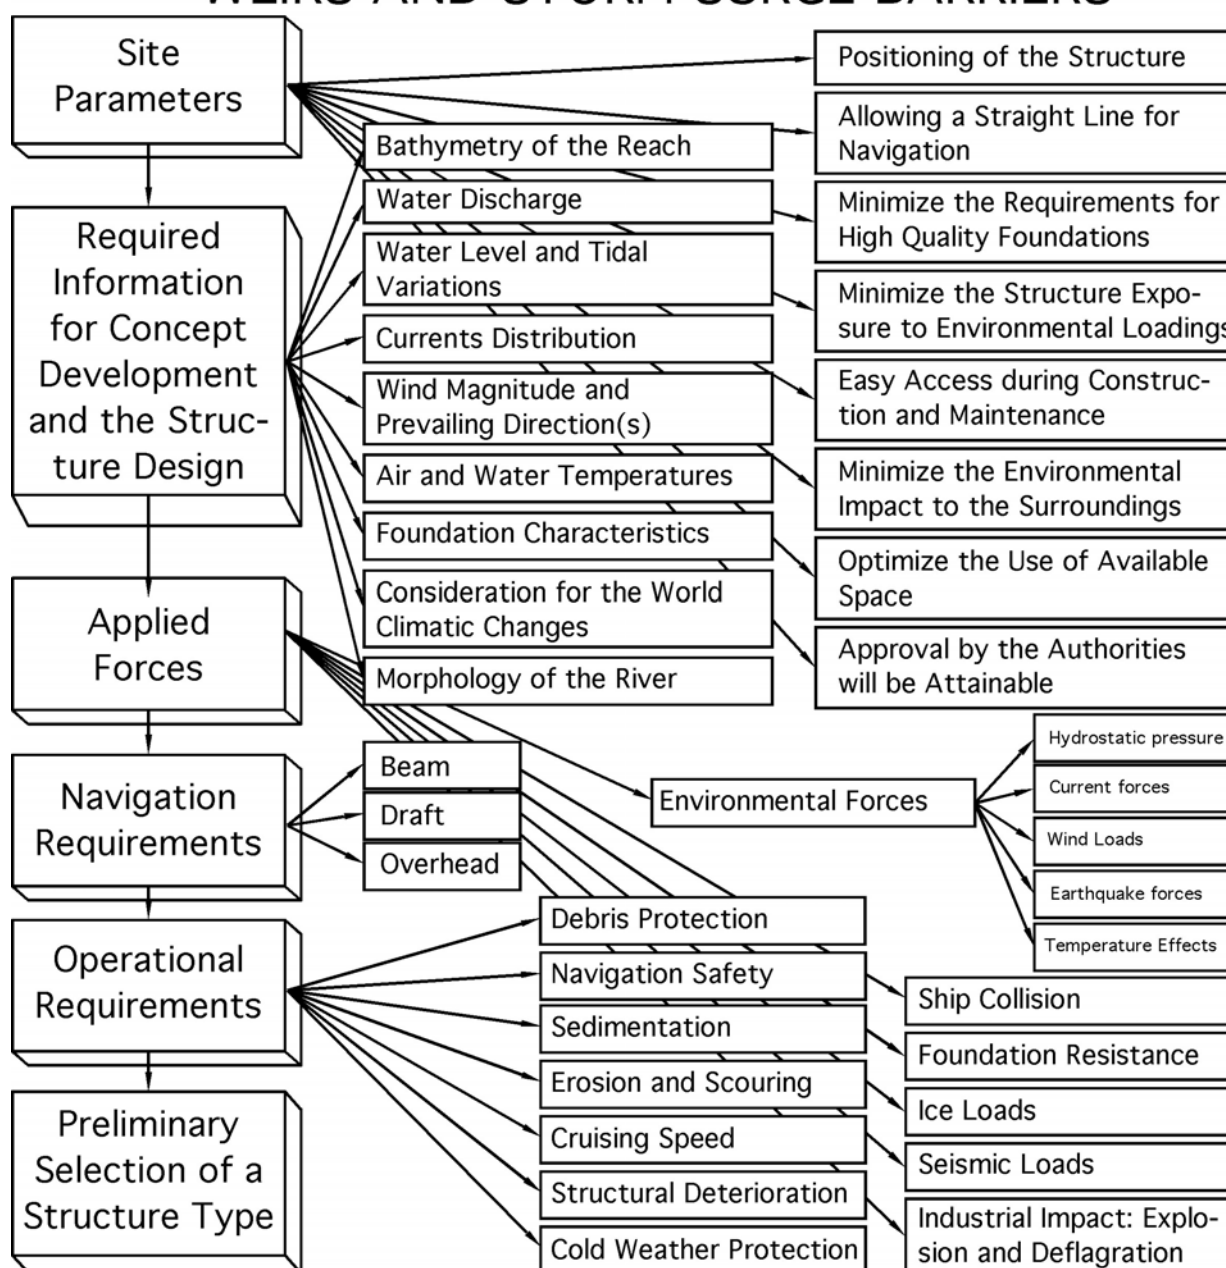 WEIRS AND STORM SURGE BARRIERS
Site
Parameters
Required
Information
for Concept
Development
and the Struc-
ture Design
Applied
Forces
Navigation
Requirements
Operational
Requirements
Preliminary
Selection of a
Structure Type
Positioning of the Structure
Allowing a Straight Line for
Navigation
Minimize the Requirements for
High Quality Foundations
Minimize the Structure Expo-
sure to Environmental Loadings
Easy Access during Construc-
tion and Maintenance
Minimize the Environmental
Impact to the Surroundings
Optimize the Use of Available
Space
Approval by the Authorities
will be Attainable
Bathymetry of the Reach
Water Discharge
Water Level and Tidal
Variations
Currents Distribution
Wind Magnitude and
Prevailing Direction(s)
Air and Water Temperatures
Foundation Characteristics
Consideration for the World
Climatic Changes
Morphology of the River
Environmental Forces
Hydrostatic pressure
Current forces
Wind Loads
Earthquake forces
Temperature Effects
Ship Collision
Foundation Resistance
Ice Loads
Seismic Loads
Industrial Impact: Explo-
sion and Deflagration
Beam
Draft
Overhead
Debris Protection
Navigation Safety
Sedimentation
Erosion and Scouring
Cruising Speed
Structural Deterioration
Cold Weather Protection